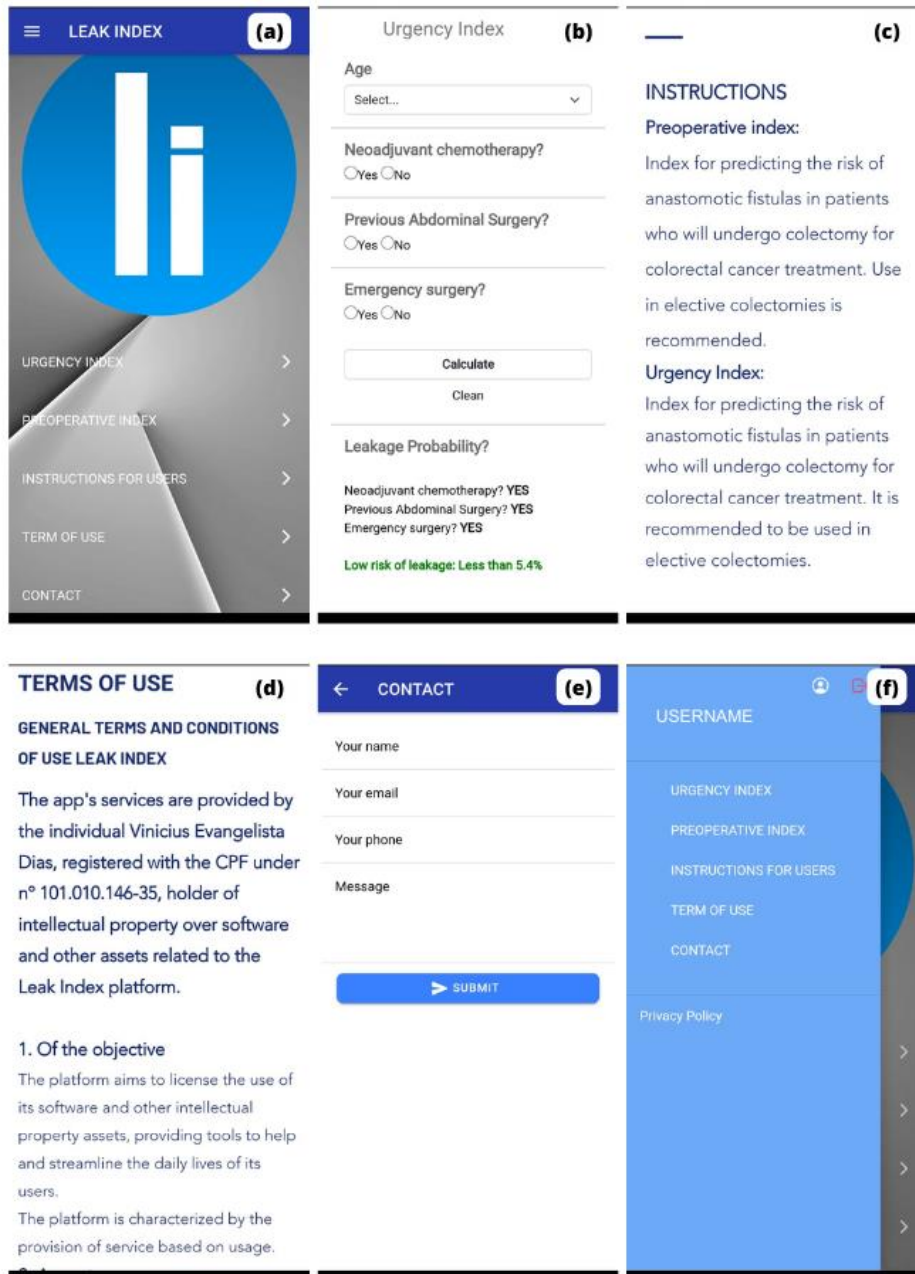 LEAK INDEX
(a)
li
URGENCY INDEX
PREOPERATIVE INDEX
INSTRUCTIONS FOR USERS
TERM OF USE
CONTACT
Urgency Index
(b)
Age
Select...
Neoadjuvant chemotherapy?
Yes No
Previous Abdominal Surgery?
Yes No
Emergency surgery?
Yes No
Calculate
Clean
Leakage Probability?
Neoadjuvant chemotherapy? YES
Previous Abdominal Surgery? YES
Emergency surgery? YES
Low risk of leakage: Less than 5.4%
(c)
INSTRUCTIONS
Preoperative index:
Index for predicting the risk of
anastomotic fistulas in patients
who will undergo colectomy for
colorectal cancer treatment. Use
in elective colectomies is
recommended.
Urgency Index:
Index for predicting the risk of
anastomotic fistulas in patients
who will undergo colectomy for
colorectal cancer treatment. It is
recommended to be used in
elective colectomies.
TERMS OF USE
(d)
GENERAL TERMS AND CONDITIONS
OF USE LEAK INDEX
The app's services are provided by
the individual Vinicius Evangelista
Dias, registered with the CPF under
nº 101.010.146-35, holder of
intellectual property over software
and other assets related to the
Leak Index platform.
1. Of the objective
The platform aims to license the use of
its software and other intellectual
property assets, providing tools to help
and streamline the daily lives of its
users.
The platform is characterized by the
provision of service based on usage.
CONTACT
(e)
Your name
Your email
Your phone
Message
SUBMIT
(f)
USERNAME
URGENCY INDEX
PREOPERATIVE INDEX
INSTRUCTIONS FOR USERS
TERM OF USE
CONTACT
Privacy Policy